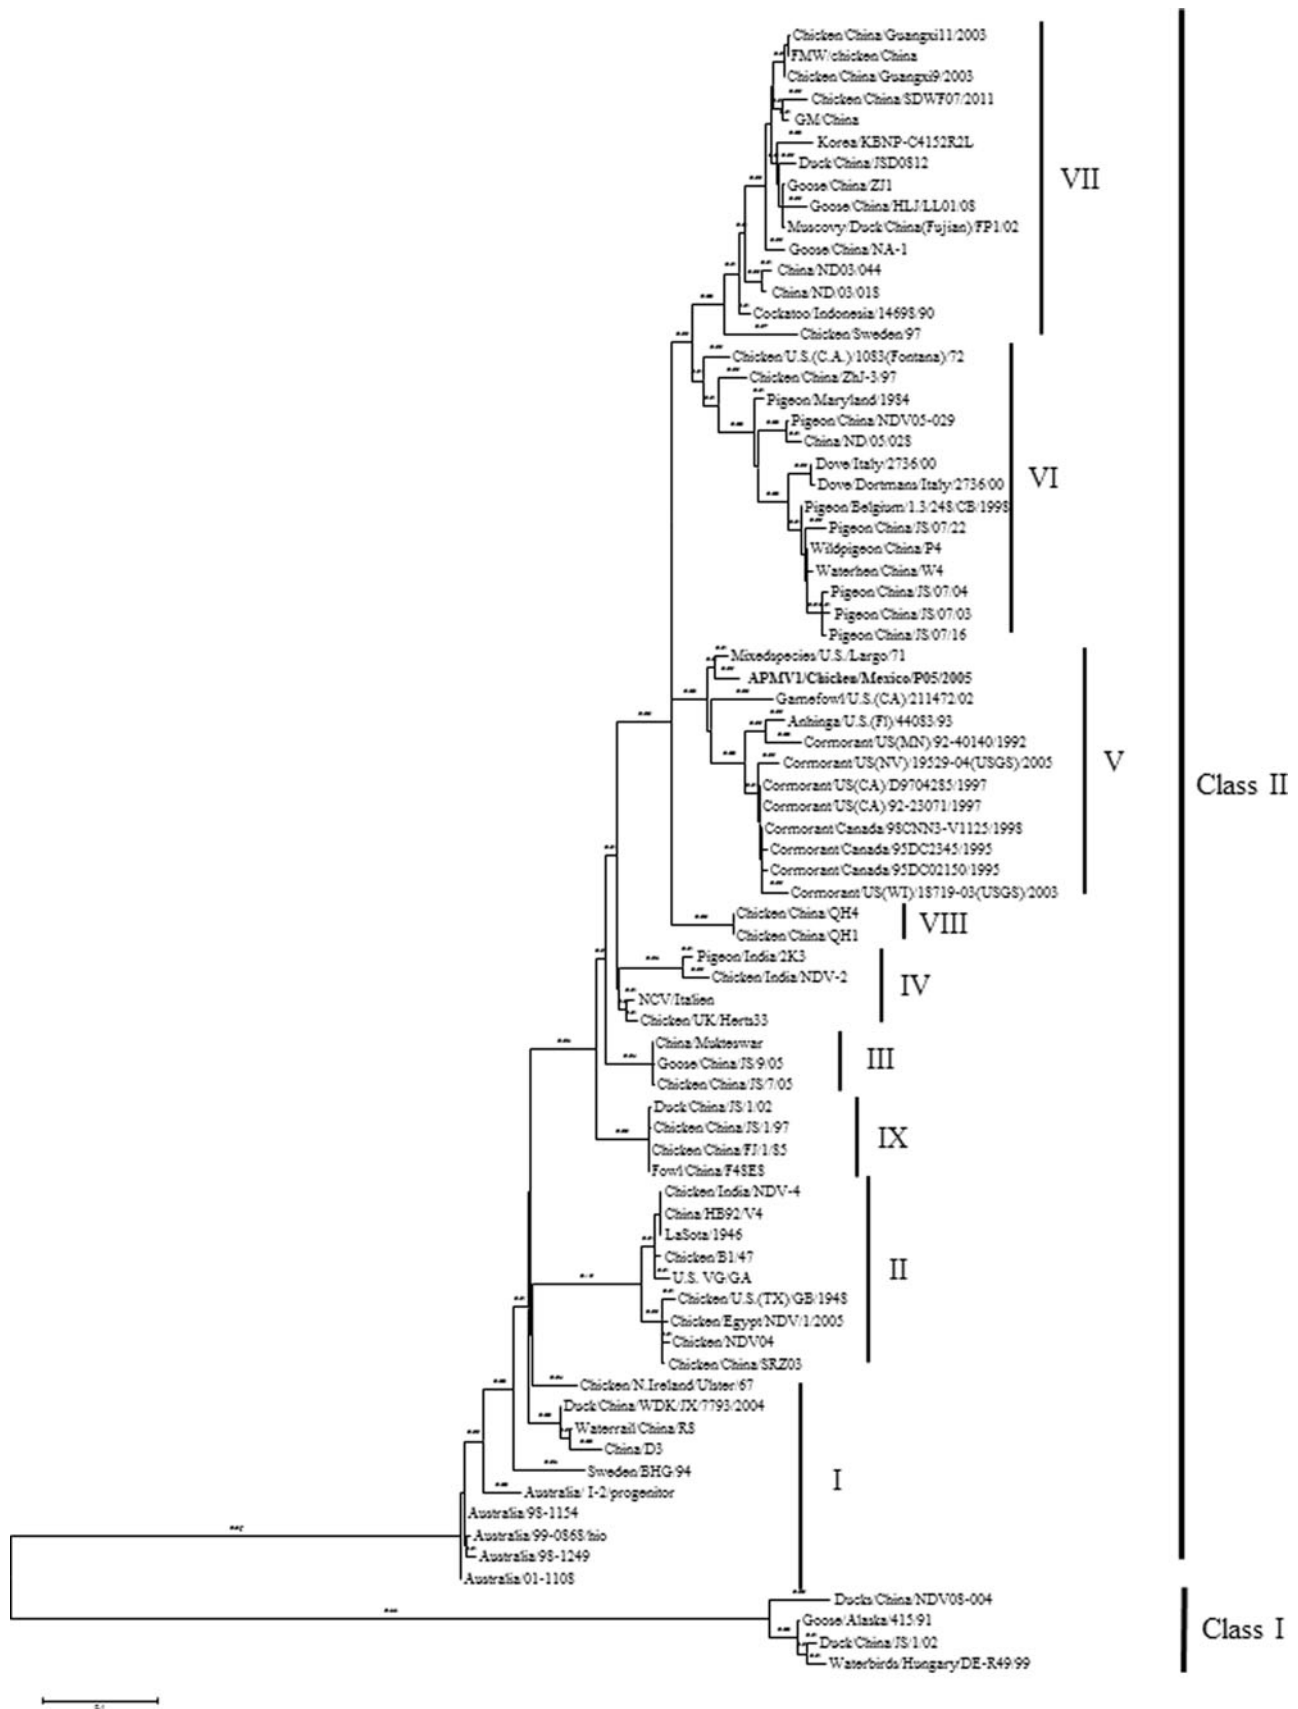 Chicken/China/Guangxi11/2003
FMW/chicken/China
Chicken/China/Guangxi9/2003
Chicken/China/SDWF07/2011
GM/China
Korea/KBNP-C4152R2L
Duck/China/JSD0812
VII
Goose/China/ZJ1
Goose/China/HLJ/LL01/08
Muscovy/Duck/China(Fujian)/FP1/02
Goose/China/NA-1
China/ND03/044
China/ND/03/018
Cockatoo/Indonesia/14698/90
Chicken/Sweden/97
Chicken/U.S.(C.A.)/1083(Fontana)/72
Chicken/China/ZhJ-3/97
Pigeon/Maryland/1984
Pigeon/China/NDV05-029
China/ND/05/028
Dove/Italy/2736/00
VI
Dove/Dortmans/Italy/2736/00
Pigeon/Belgium/1.3/248/CB/1998
Pigeon/China/JS/07/22
Wildpigeon/China/P4
Waterhen/China/W4
Pigeon/China/JS/07/04
Pigeon/China/JS/07/03
Pigeon/China/JS/07/16
Mixedspecies/U.S./Largo/71
APMV1/Chicken/Mexico/P05/2005
Gamefowl/U.S.(CA)/211472/02
Anhinga/U.S.(Fl)/44083/93
Cormorant/US(MN)/92-40140/1992
Cormorant/US(NV)/19529-04(USGS)/2005
V
Cormorant/US(CA)/D9704285/1997
Class II
Cormorant/US(CA)/92-23071/1997
Cormorant/Canada/98CNN3-V1125/1998
Cormorant/Canada/95DC2345/1995
Cormorant/Canada/95DC02150/1995
Cormorant/US(WI)/18719-03(USGS)/2003
Chicken/China/QH4
VIII
Chicken/China/QH1
Pigeon/India/2K3
Chicken/India/NDV-2
IV
NCV/Italien
Chicken/UK/Herts33
China/Mukteswar
III
Goose/China/JS/9/05
Chicken/China/JS/7/05
Duck/China/JS/1/02
Chicken/China/JS/1/97
IX
Chicken/China/FJ/1/85
Fowl/China/F48E8
Chicken/India/NDV-4
China/HB92/V4
LaSota/1946
Chicken/B1/47
II
U.S. VG/GA
Chicken/U.S.(TX)/GB/1948
Chicken/Egypt/NDV/1/2005
Chicken/NDV04
Chicken/China/SRZ03
Chicken/N.Ireland/Ulster/67
Duck/China/WDK/JX/7793/2004
Waterrail/China/R8
China/D3
Sweden/BHG/94
I
Australia/ I-2/progenitor
Australia/98-1154
Australia/99-0868/hio
Australia/98-1249
Australia/01-1108
Ducks/China/NDV08-004
Goose/Alaska/415/91
Class I
Duck/China/JS/1/02
Waterbirds/Hungary/DE-R49/99